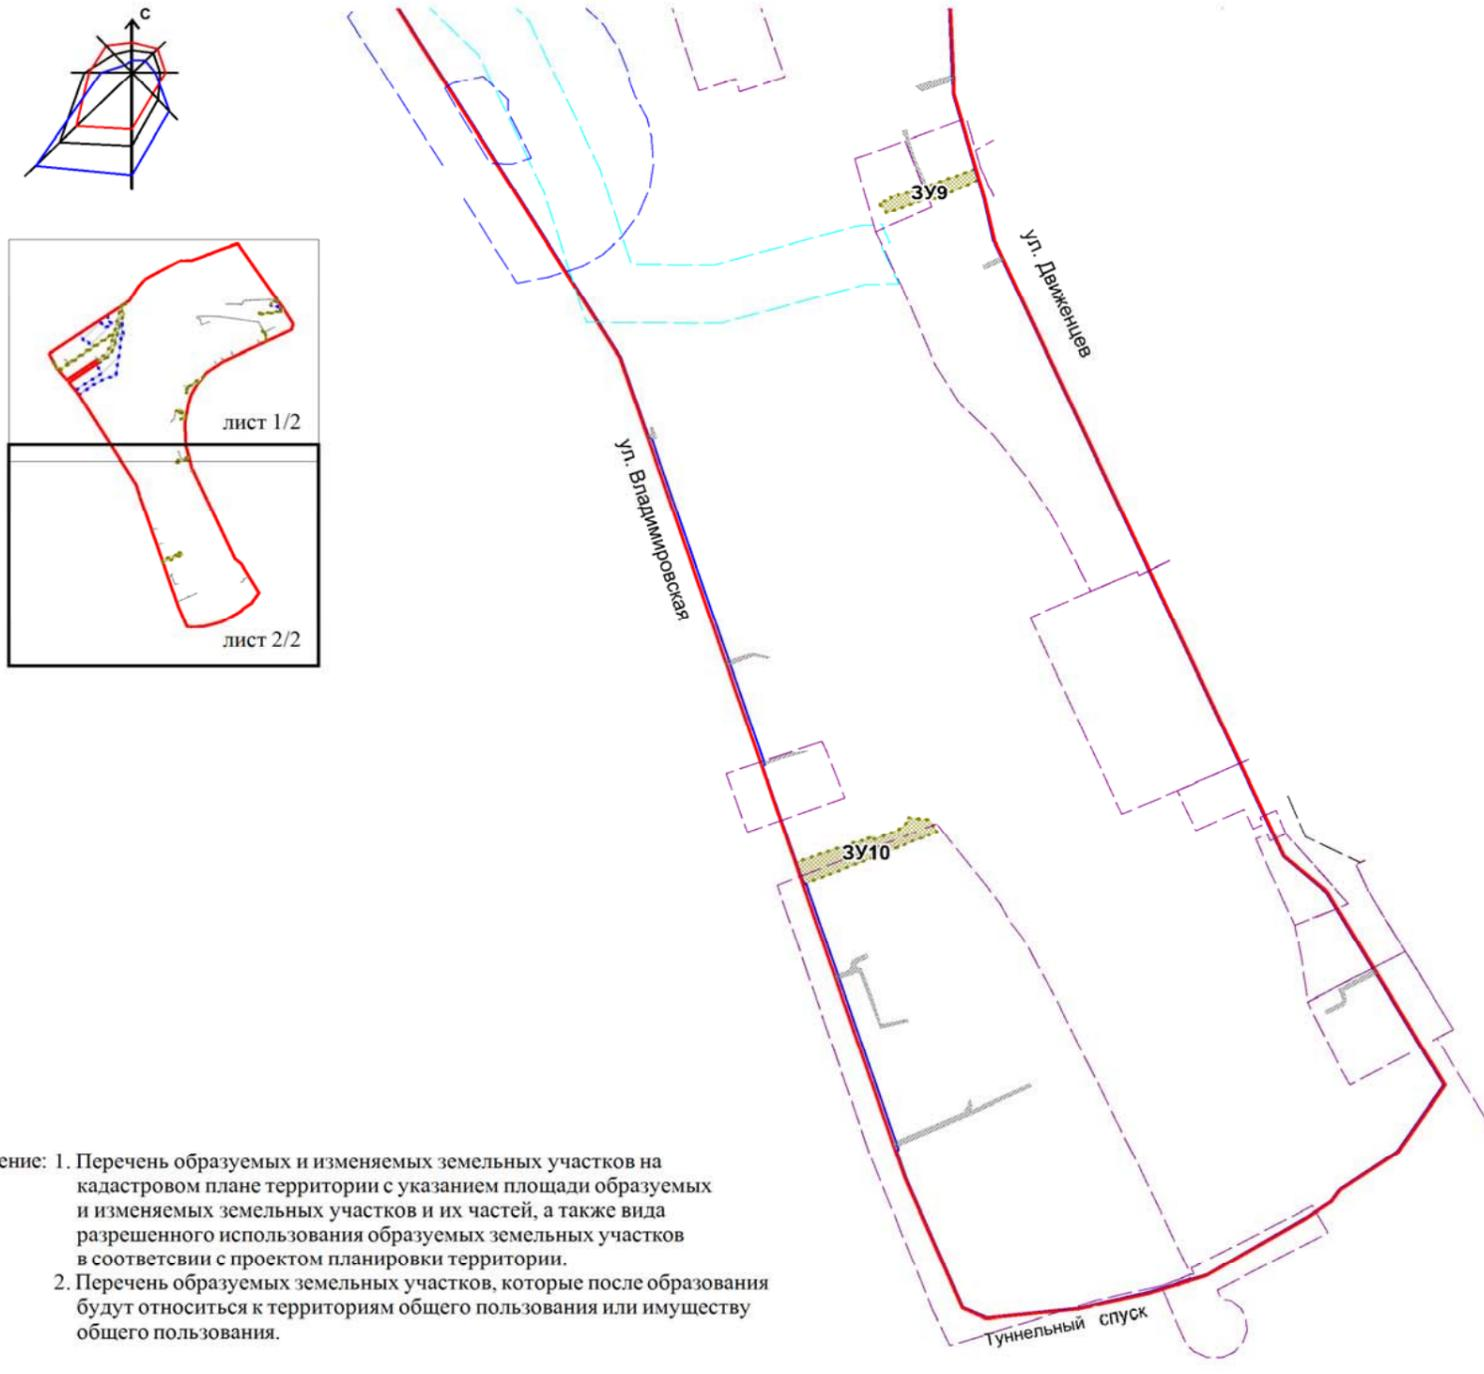 С
лист 1/2
лист 2/2
ЗУ9
ул. Движенцев
ул. Владимировская
ЗУ10
Туннельный спуск
ение: 1. Перечень образуемых и изменяемых земельных участков на
кадастровом плане территории с указанием площади образуемых
и изменяемых земельных участков и их частей, а также вида
разрешенного использования образуемых земельных участков
в соответсвии с проектом планировки территории.
2. Перечень образуемых земельных участков, которые после образования
будут относиться к территориям общего пользования или имуществу
общего пользования.